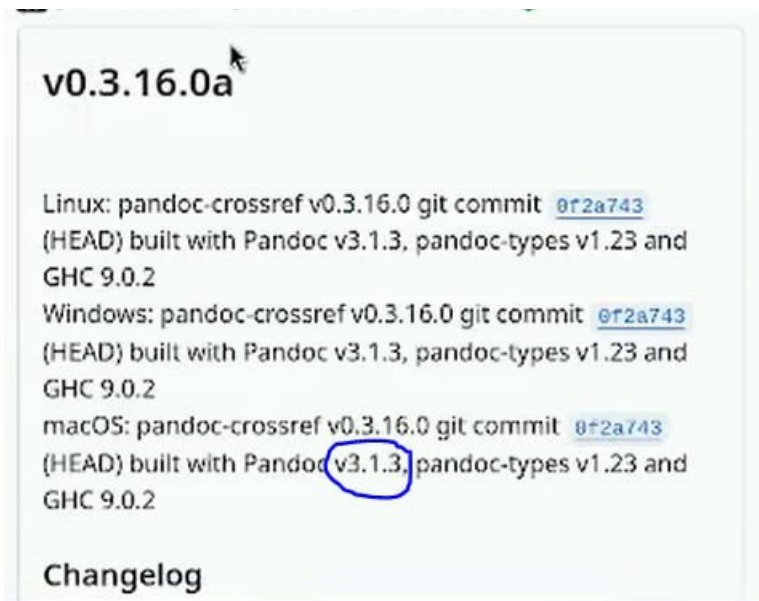 v0.3.16.0a
Linux: pandoc-crossref v0.3.16.0 git commit 0f2a743
(HEAD) built with Pandoc v3.1.3, pandoc-types v1.23 and
GHC 9.0.2
Windows: pandoc-crossref v0.3.16.0 git commit 0f2a743
(HEAD) built with Pandoc v3.1.3, pandoc-types v1.23 and
GHC 9.0.2
macOS: pandoc-crossref v0.3.16.0 git commit 0f2a743
(HEAD) built with Pandoc v3.1.3, pandoc-types v1.23 and
GHC 9.0.2
Changelog